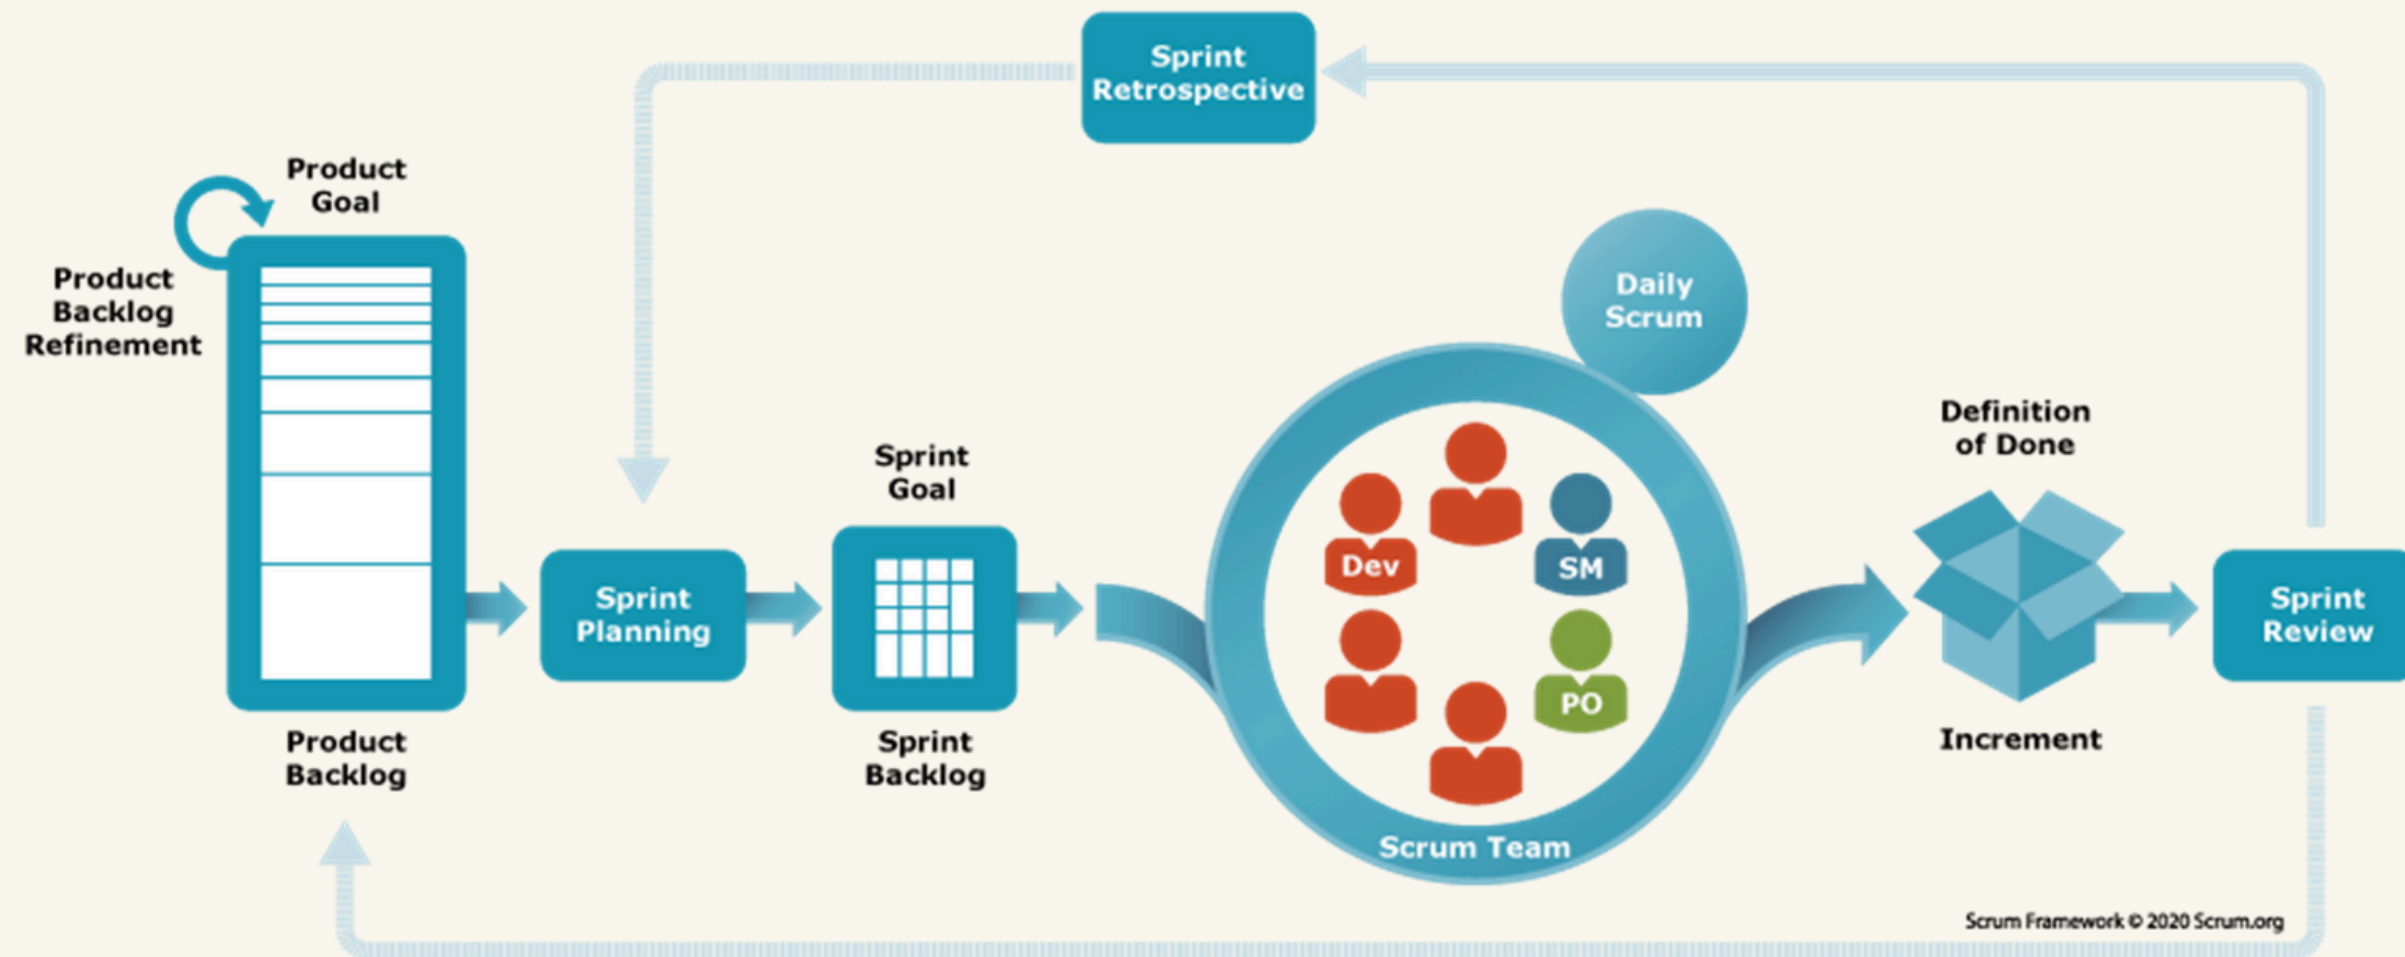 Sprint
Retrospective
Product
Goal
Product
Backlog
Refinement
Daily
Scrum
Definition
of Done
Sprint
Goal
Dev
SM
Sprint
Planning
Sprint
Review
PO
Product
Backlog
Sprint
Backlog
Increment
Scrum Team
Scrum Framework © 2020 Scrum.org